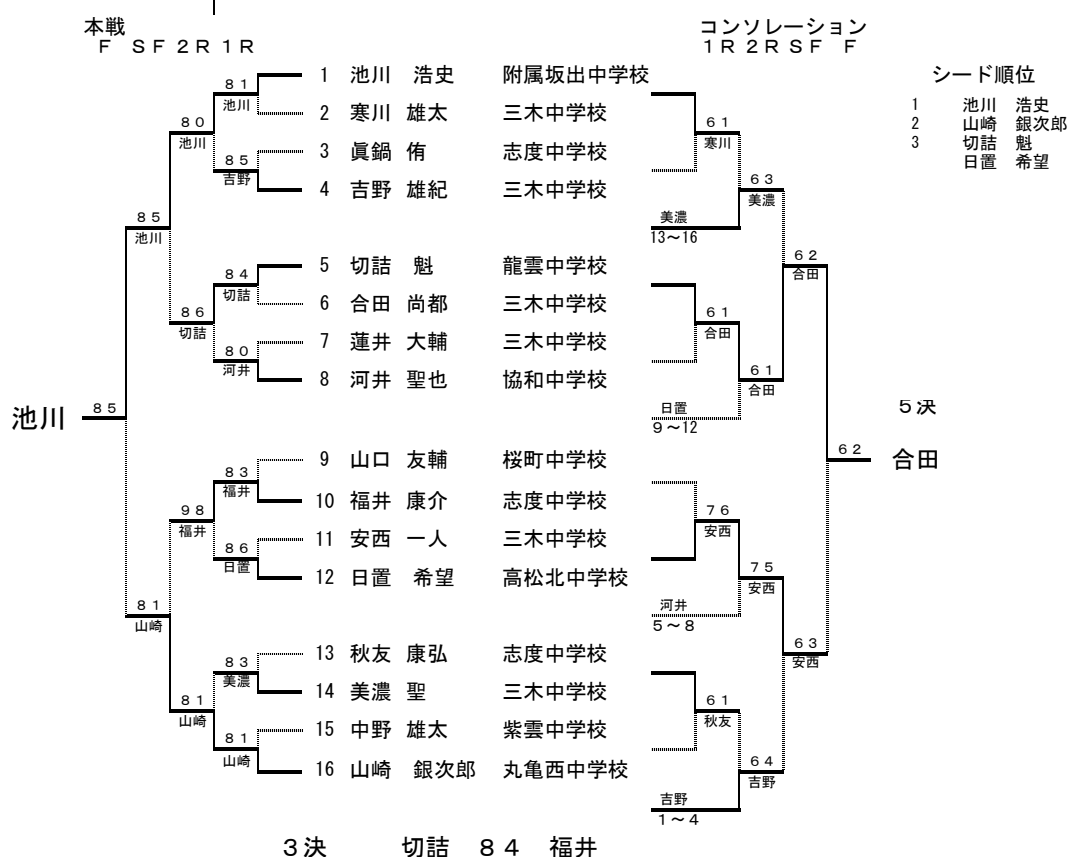 本戦
F SF 2R 1R
コンソレーション
1R 2R SF F
シード順位
1 池川 浩史
2 山崎 銀次郎
3 切詰 魁
日置 希望
1 池川 浩史 附属坂出中学校
81
池川
2 寒川 雄太 三木中学校
80
池川
3 眞鍋 侑 志度中学校
85
吉野
4 吉野 雄紀 三木中学校
85
池川
5 切詰 魁 龍雲中学校
84
切詰
6 合田 尚都 三木中学校
86
切詰
7 蓮井 大輔 三木中学校
80
河井
8 河井 聖也 協和中学校
池川 85
9 山口 友輔 桜町中学校
83
福井
10 福井 康介 志度中学校
98
福井
11 安西 一人 三木中学校
86
日置
12 日置 希望 高松北中学校
81
山崎
13 秋友 康弘 志度中学校
83
美濃
14 美濃 聖 三木中学校
81
山崎
15 中野 雄太 紫雲中学校
81
山崎
16 山崎 銀次郎 丸亀西中学校
61
寒川
63
美濃
美濃
13～16
62
合田
61
合田
61
合田
日置
9～12
5決
62 合田
76
安西
75
安西
河井
5～8
63
安西
61
秋友
64
吉野
吉野
1～4
3決 切詰 84 福井